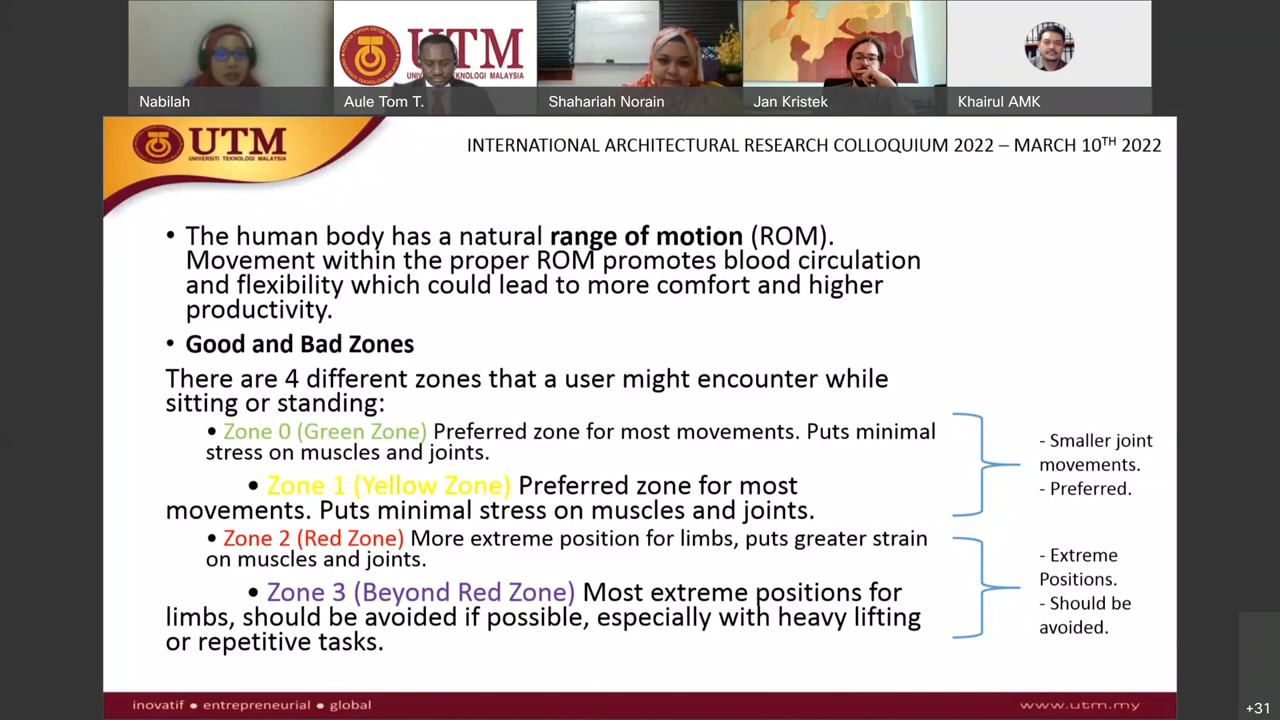 UTM
UNIVERSITI TEKNOLOGI MALAYSIA
Nabilah
Aule Tom T.
Shahariah Norain
Jan Kristek
Khairul AMK
UTM
UNIVERSITI TEKNOLOGI MALAYSIA
INTERNATIONAL ARCHITECTURAL RESEARCH COLLOQUIUM 2022 – MARCH 10TH 2022
• The human body has a natural range of motion (ROM).
Movement within the proper ROM promotes blood circulation
and flexibility which could lead to more comfort and higher
productivity.
• Good and Bad Zones
There are 4 different zones that a user might encounter while
sitting or standing:
• Zone 0 (Green Zone) Preferred zone for most movements. Puts minimal
stress on muscles and joints.
• Zone 1 (Yellow Zone) Preferred zone for most
movements. Puts minimal stress on muscles and joints.
- Smaller joint
movements.
- Preferred.
• Zone 2 (Red Zone) More extreme position for limbs, puts greater strain
on muscles and joints.
• Zone 3 (Beyond Red Zone) Most extreme positions for
limbs, should be avoided if possible, especially with heavy lifting
or repetitive tasks.
- Extreme
Positions.
- Should be
avoided.
inovatif • entrepreneurial • global
www.utm.my
+31